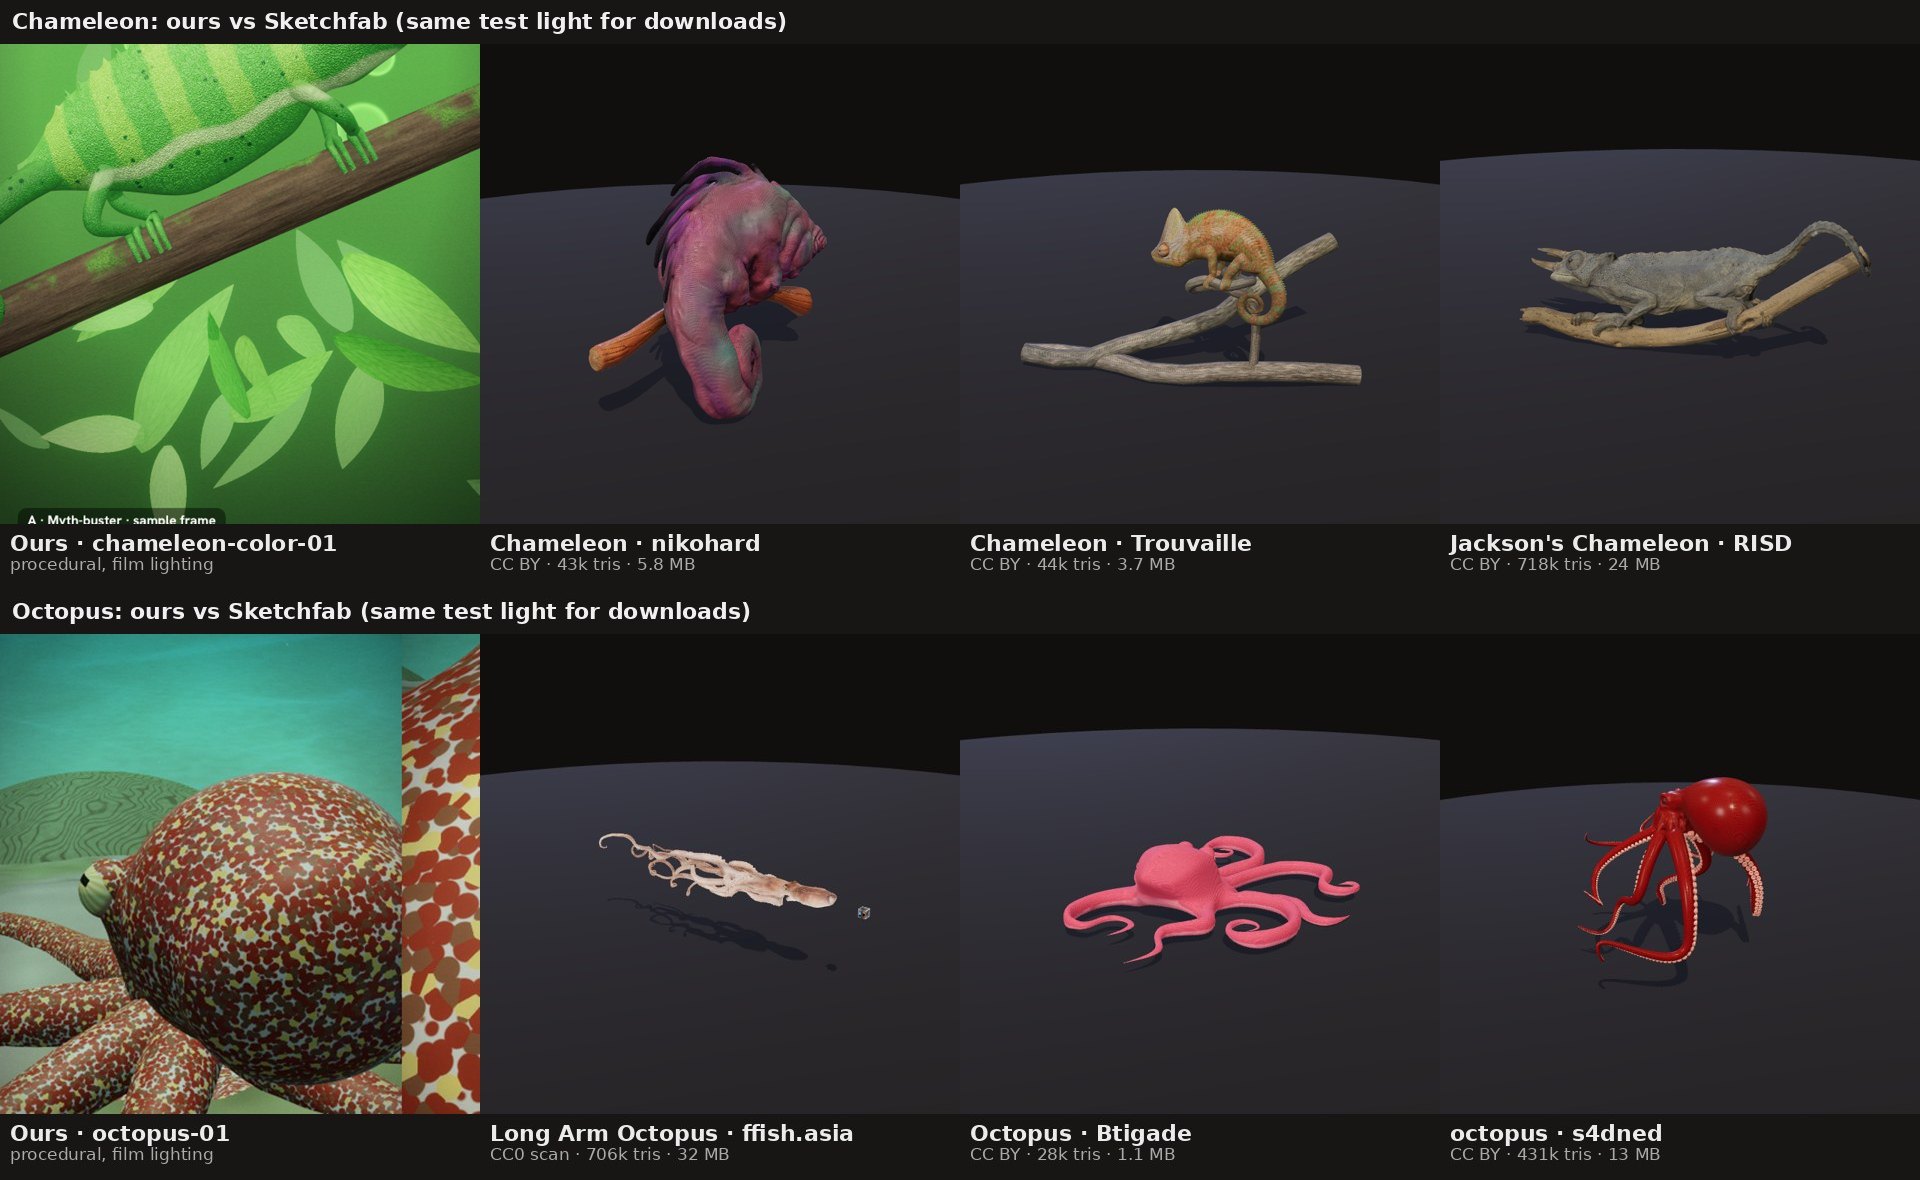 Chameleon: ours vs Sketchfab (same test light for downloads)
A · Myth-buster · sample frame
Ours · chameleon-color-01
procedural, film lighting
Chameleon · nikohard
CC BY · 43k tris · 5.8 MB
Chameleon · Trouvaille
CC BY · 44k tris · 3.7 MB
Jackson's Chameleon · RISD
CC BY · 718k tris · 24 MB
Octopus: ours vs Sketchfab (same test light for downloads)
Ours · octopus-01
procedural, film lighting
Long Arm Octopus · ffish.asia
CC0 scan · 706k tris · 32 MB
Octopus · Btigade
CC BY · 28k tris · 1.1 MB
octopus · s4dned
CC BY · 431k tris · 13 MB